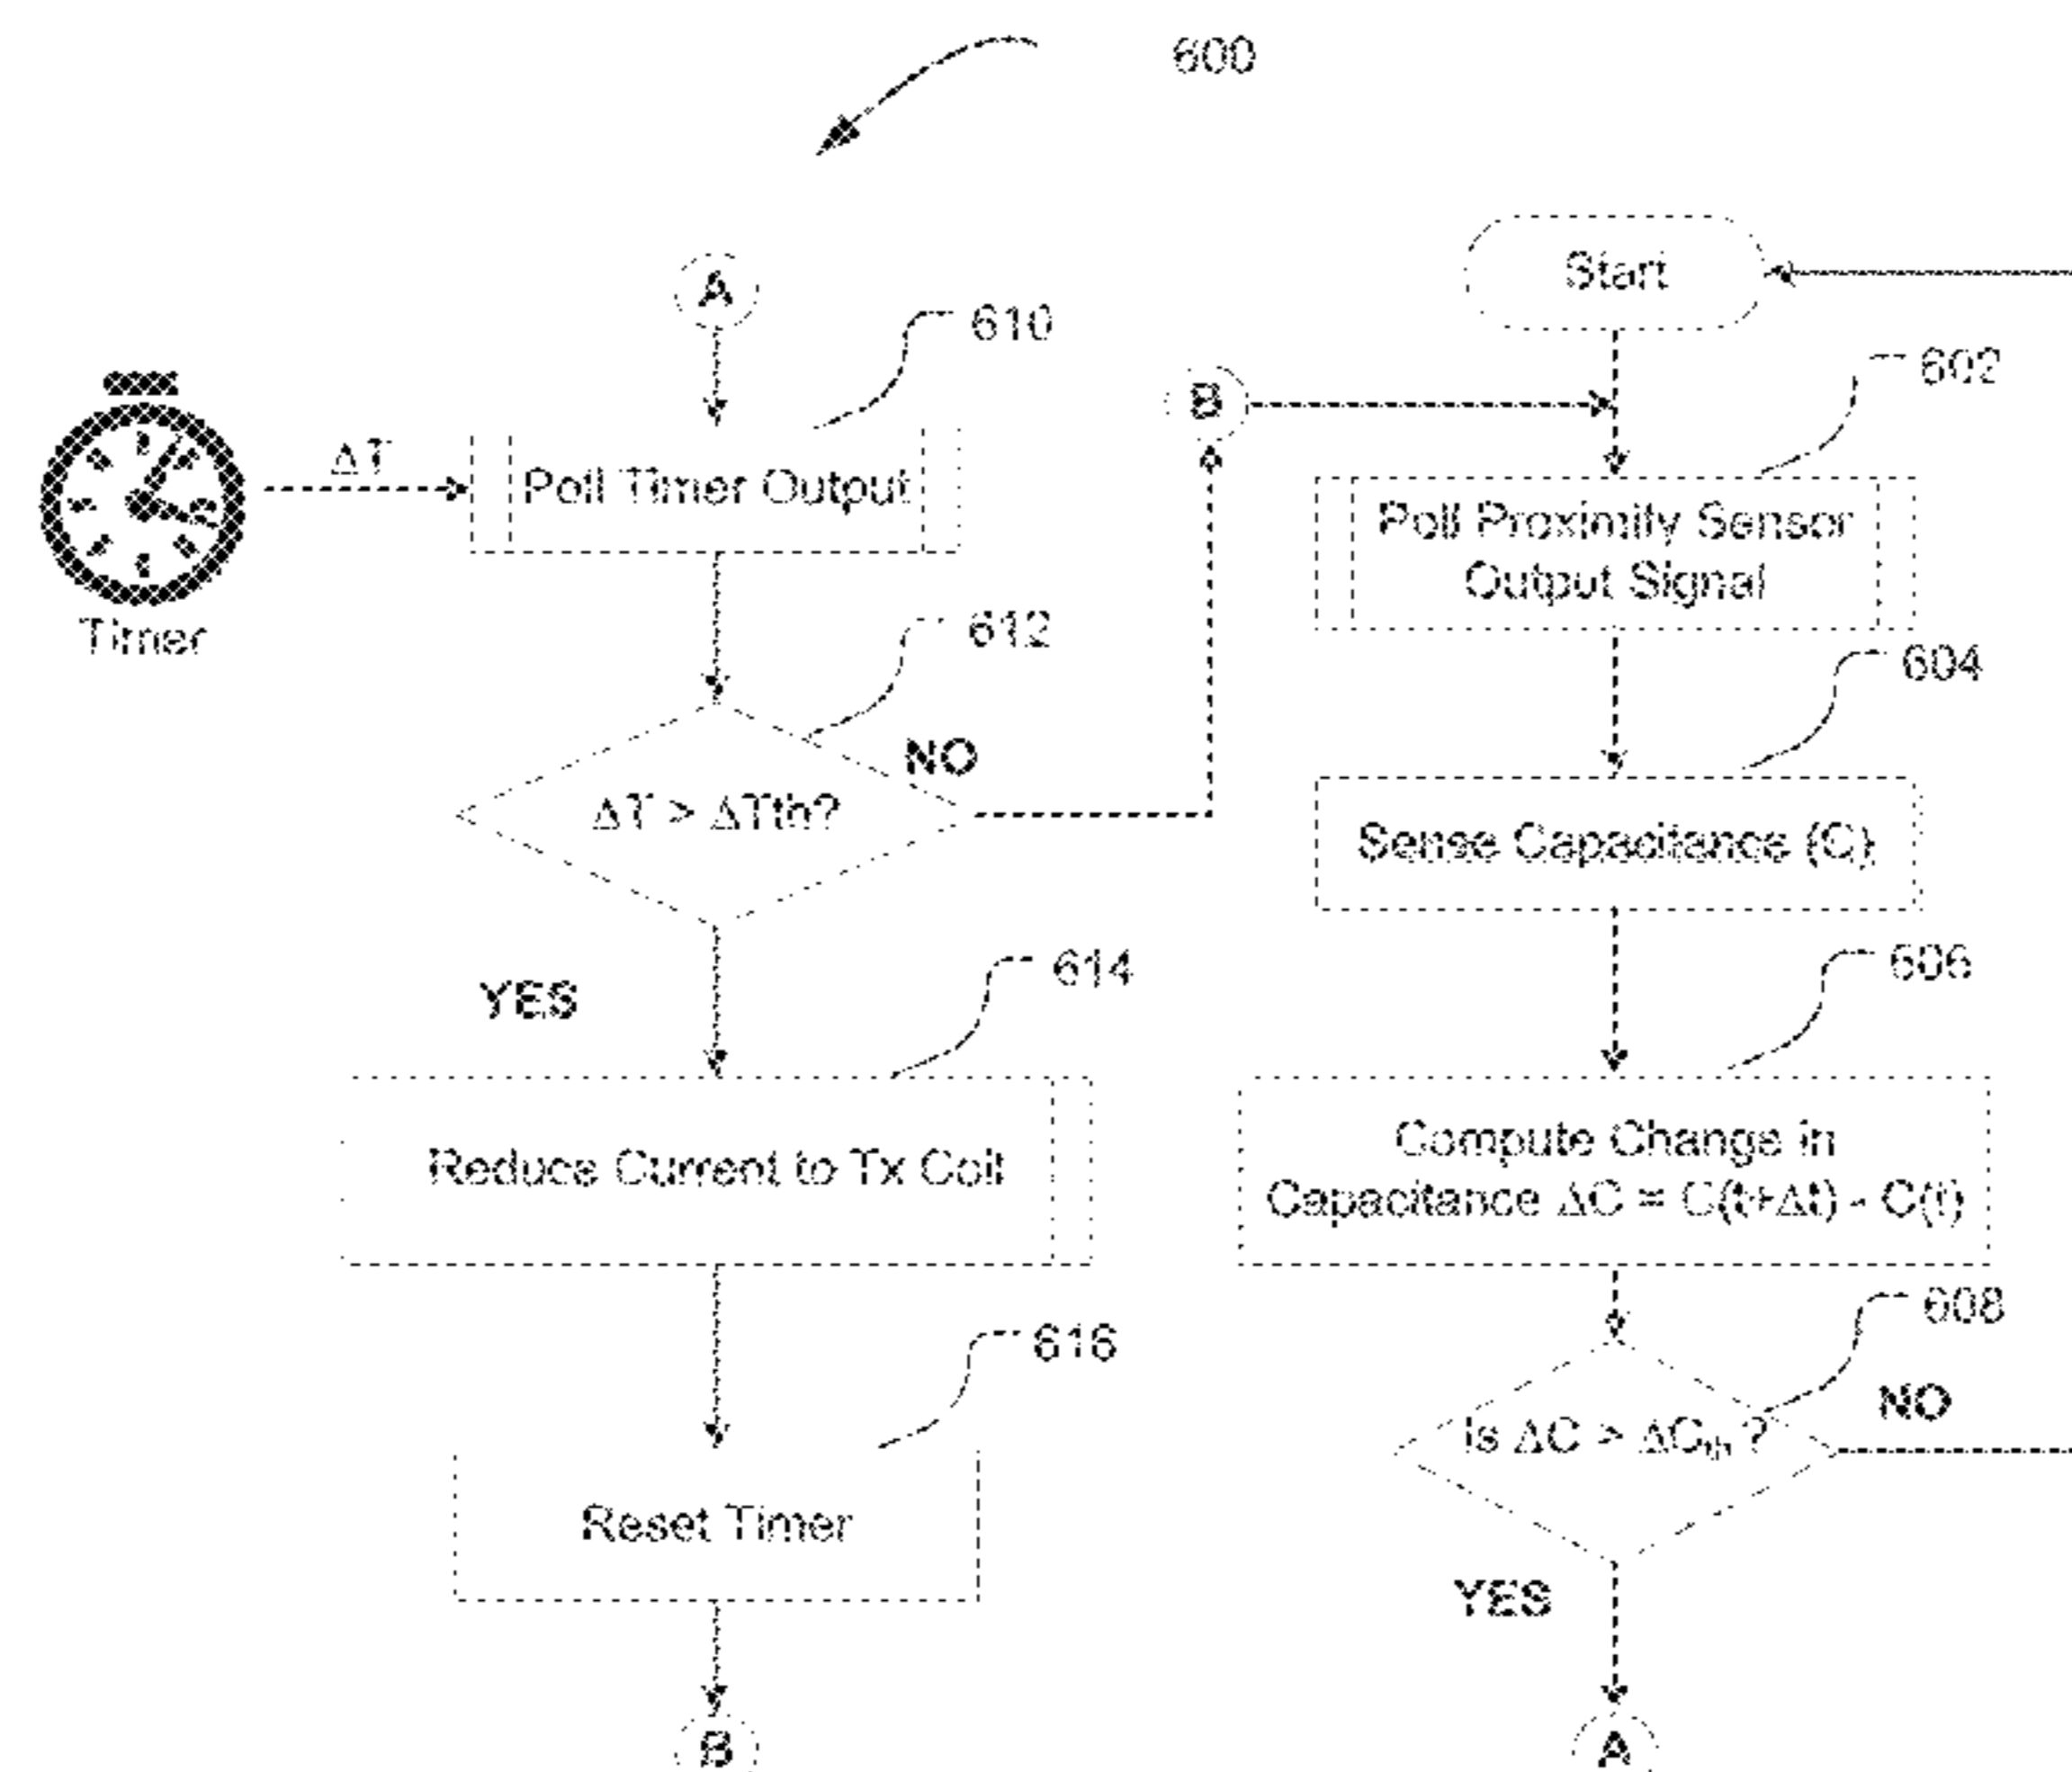 600
A
610
ΔT
Poll Timer Output
Timer
612
NO
ΔT > ΔTth?
YES
614
Reduce Current to Tx Coil
616
Reset Timer
B
Start
B
602
Poll Proximity Sensor
Output Signal
604
Sense Capacitance (C)
606
Compute Change in
Capacitance ΔC = C(t+Δt) - C(t)
608
NO
Is ΔC > ΔCth ?
YES
A